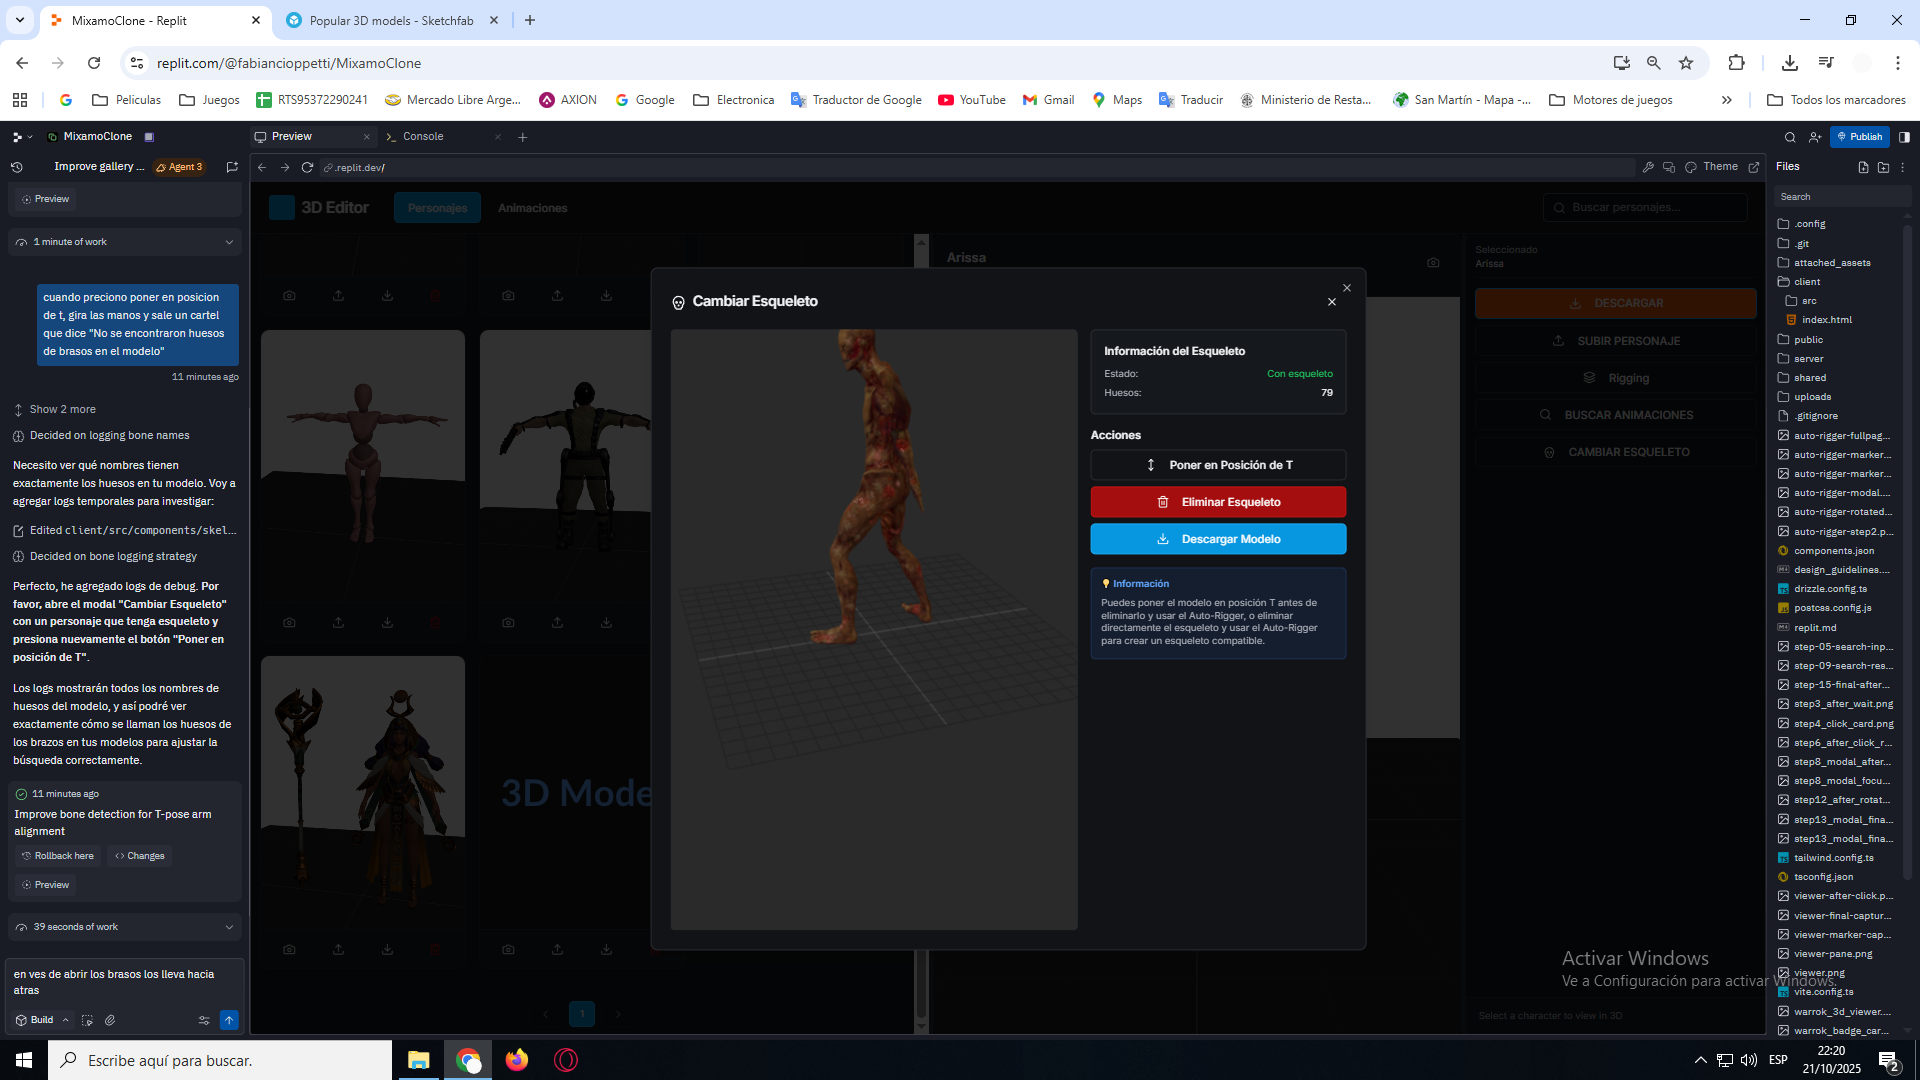 MixamoClone - Replit
Popular 3D models - Sketchfab
replit.com/@fabiancioppetti/MixamoClone
Peliculas
Juegos
RTS95372290241
Mercado Libre Arge...
AXION
Google
Electronica
Traductor de Google
YouTube
Gmail
Maps
Traducir
Ministerio de Resta...
San Martín - Mapa -...
Motores de juegos
Todos los marcadores
MixamoClone
Preview
Console
Publish
Improve gallery ...
Agent 3
.replit.dev/
Theme
Files
Preview
1 minute of work
cuando preciono poner en posicion
de t, gira las manos y sale un cartel
que dice "No se encontraron huesos
de brasos en el modelo"
11 minutes ago
Show 2 more
Decided on logging bone names
Necesito ver qué nombres tienen
exactamente los huesos en tu modelo. Voy a
agregar logs temporales para investigar:
Edited client/src/components/skel...
Decided on bone logging strategy
Perfecto, he agregado logs de debug. Por
favor, abre el modal "Cambiar Esqueleto"
con un personaje que tenga esqueleto y
presiona nuevamente el botón "Poner en
posición de T".
Los logs mostrarán todos los nombres de
huesos del modelo, y así podré ver
exactamente cómo se llaman los huesos de
los brazos en tus modelos para ajustar la
búsqueda correctamente.
11 minutes ago
Improve bone detection for T-pose arm
alignment
Rollback here
Changes
Preview
39 seconds of work
en ves de abrir los brasos los lleva hacia
atras
Build
3D Editor
Personajes
Animaciones
Buscar personajes...
Arissa
3D Mode
1
Cambiar Esqueleto
Información del Esqueleto
Estado:
Con esqueleto
Huesos:
79
Acciones
Poner en Posición de T
Eliminar Esqueleto
Descargar Modelo
Información
Puedes poner el modelo en posición T antes de
eliminarlo y usar el Auto-Rigger, o eliminar
directamente el esqueleto y usar el Auto-Rigger
para crear un esqueleto compatible.
Seleccionado
Arissa
DESCARGAR
SUBIR PERSONAJE
Rigging
BUSCAR ANIMACIONES
CAMBIAR ESQUELETO
Select a character to view in 3D
Activar Windows
Ve a Configuración para activar Windows.
Search
.config
.git
attached_assets
client
src
index.html
public
server
shared
uploads
.gitignore
auto-rigger-fullpag...
auto-rigger-marker...
auto-rigger-marker...
auto-rigger-modal....
auto-rigger-rotated...
auto-rigger-step2.p...
components.json
design_guidelines....
drizzle.config.ts
postcss.config.js
replit.md
step-05-search-inp...
step-09-search-res...
step-15-final-after...
step3_after_wait.png
step4_click_card.png
step6_after_click_r...
step8_modal_after...
step8_modal_focu...
step12_after_rotat...
step13_modal_fina...
step13_modal_fina...
tailwind.config.ts
tsconfig.json
viewer-after-click.p...
viewer-final-captur...
viewer-marker-cap...
viewer-pane.png
viewer.png
vite.config.ts
warrok_3d_viewer....
warrok_badge_car...
Escribe aquí para buscar.
ESP
22:20
21/10/2025
2